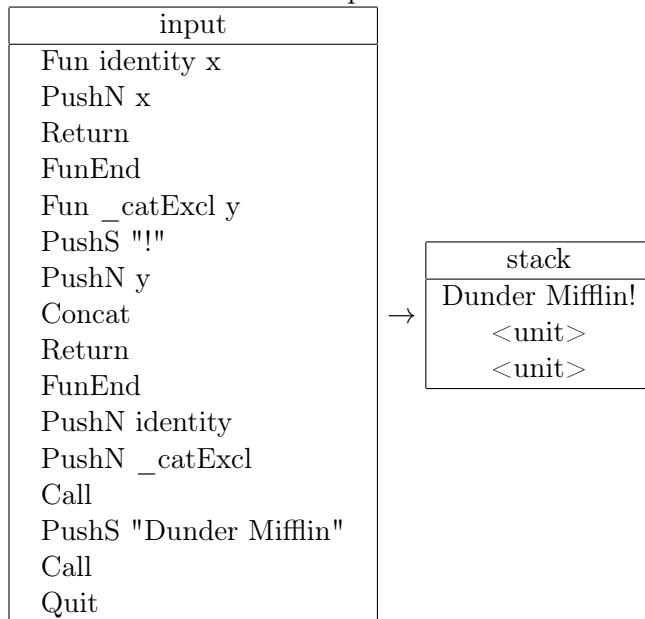 input
Fun identity x
PushN x
Return
FunEnd
Fun _catExcl y
PushS "!"
PushN y
Concat
Return
FunEnd
PushN identity
PushN _catExcl
Call
PushS "Dunder Mifflin"
Call
Quit
→
stack
Dunder Mifflin!
<unit>
<unit>